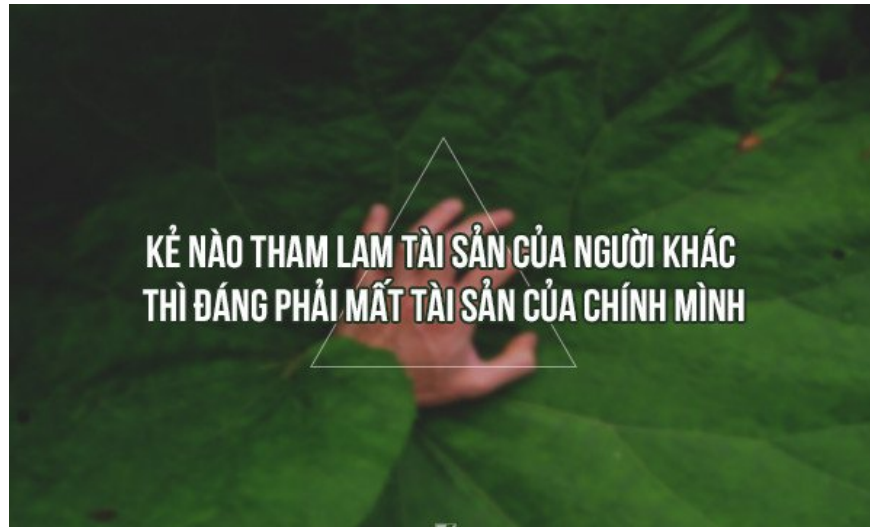 KẺ NÀO THAM LAM TÀI SẢN CỦA NGƯỜI KHÁC
THÌ ĐÁNG PHẢI MẤT TÀI SẢN CỦA CHÍNH MÌNH